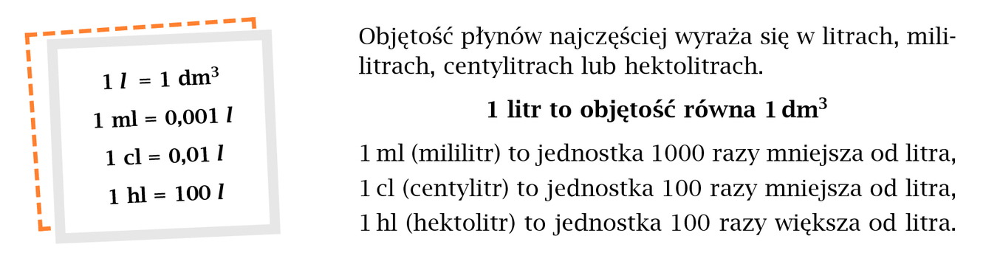 1 l = 1 dm³
1 ml = 0,001 l
1 cl = 0,01 l
1 hl = 100 l
Objętość płynów najczęściej wyraża się w litrach, mili-
litrach, centylitrach lub hektolitrach.
1 litr to objętość równa 1 dm³
1 ml (mililitr) to jednostka 1000 razy mniejsza od litra,
1 cl (centylitr) to jednostka 100 razy mniejsza od litra,
1 hl (hektolitr) to jednostka 100 razy większa od litra.